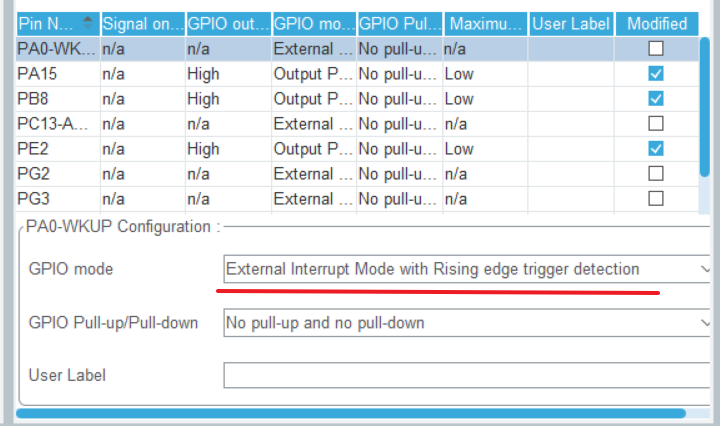 Pin N... Signal on... GPIO out... GPIO mo... GPIO Pul... Maximu... User Label Modified
PA0-WK... n/a n/a External ... No pull-u... n/a
PA15 n/a High Output P... No pull-u... Low
PB8 n/a High Output P... No pull-u... Low
PC13-A... n/a n/a External ... No pull-u... n/a
PE2 n/a High Output P... No pull-u... Low
PG2 n/a n/a External ... No pull-u... n/a
PG3 n/a n/a External ... No pull-u... n/a
PA0-WKUP Configuration :
GPIO mode External Interrupt Mode with Rising edge trigger detection
GPIO Pull-up/Pull-down No pull-up and no pull-down
User Label